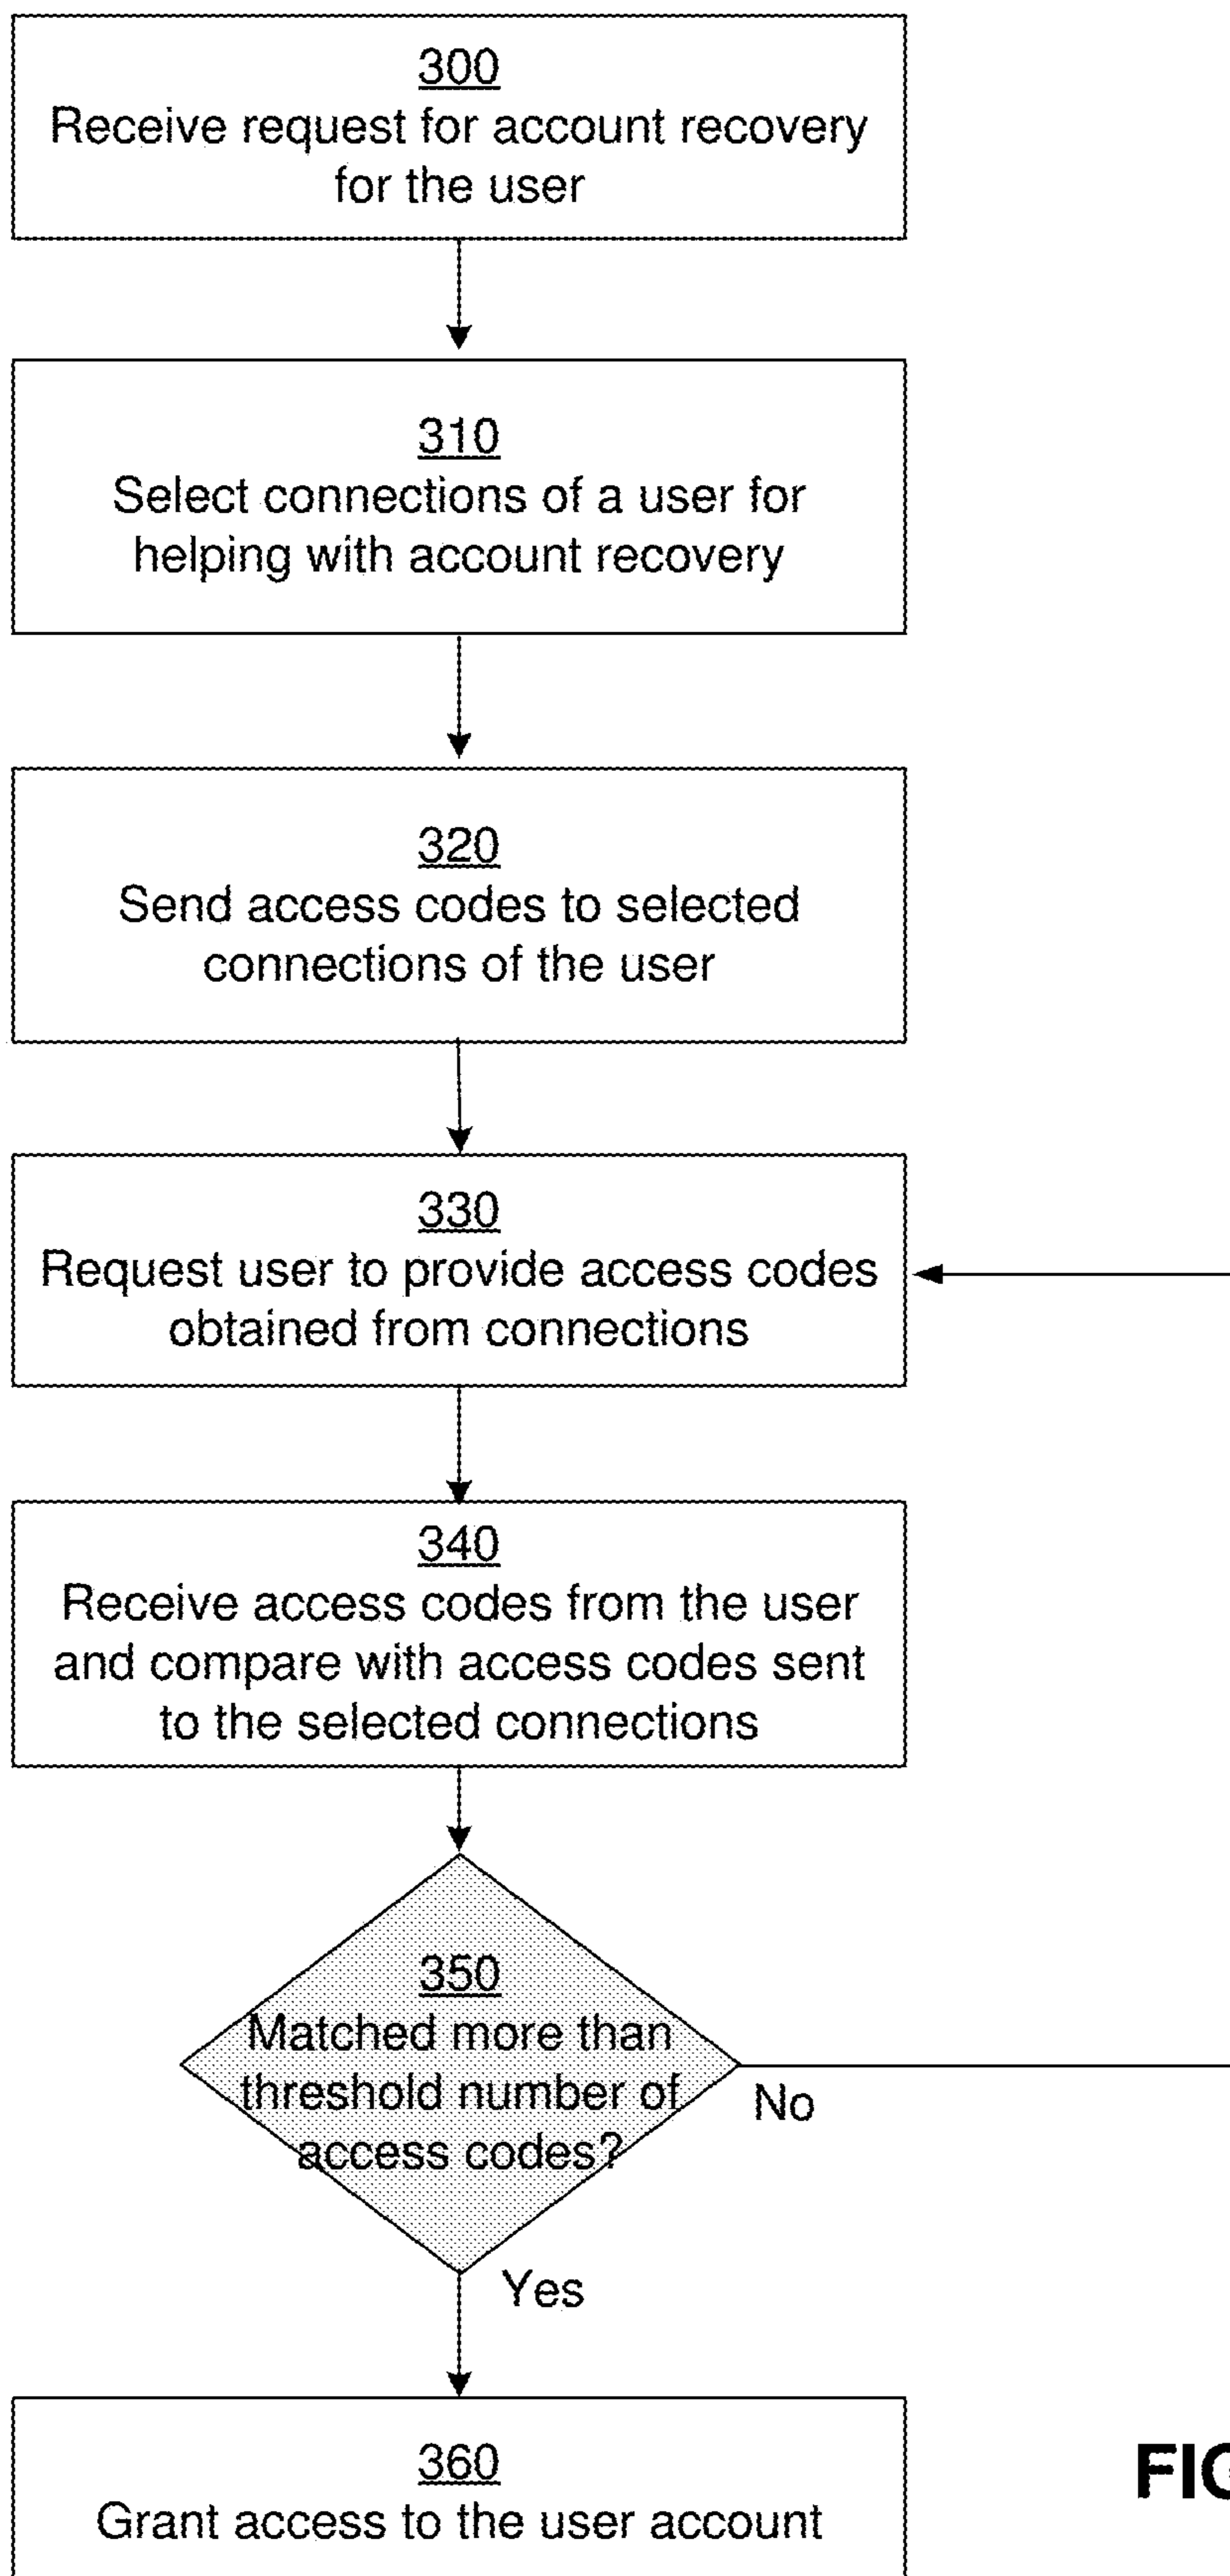 300
Receive request for account recovery
for the user
310
Select connections of a user for
helping with account recovery
320
Send access codes to selected
connections of the user
330
Request user to provide access codes
obtained from connections
340
Receive access codes from the user
and compare with access codes sent
to the selected connections
350
Matched more than
threshold number of
access codes?
No
Yes
360
Grant access to the user account